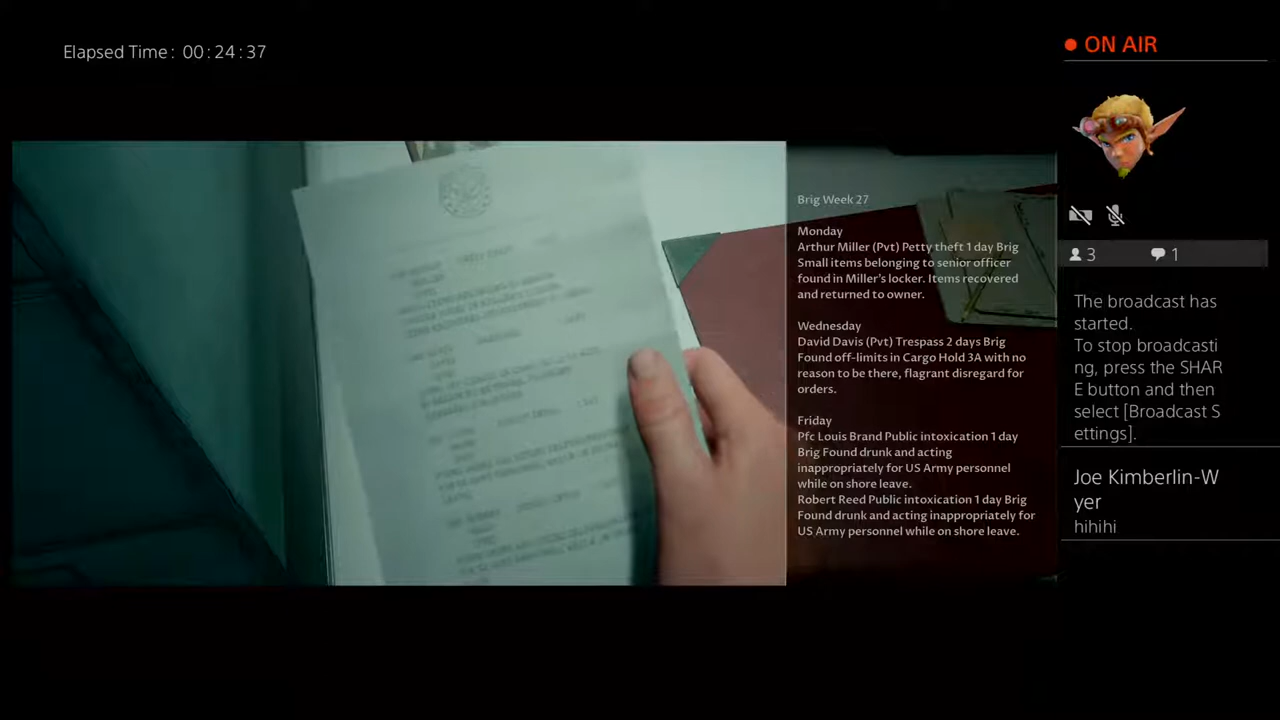 Elapsed Time: 00:24:37
ON AIR
3
1
The broadcast has
started.
To stop broadcasti
ng, press the SHAR
E button and then
select [Broadcast S
ettings].
Joe Kimberlin-W
yer
hihihi
Brig Week 27
Monday
Arthur Miller (Pvt) Petty theft 1 day Brig
Small items belonging to senior officer
found in Miller's locker. Items recovered
and returned to owner.
Wednesday
David Davis (Pvt) Trespass 2 days Brig
Found off-limits in Cargo Hold 3A with no
reason to be there, flagrant disregard for
orders.
Friday
Pfc Louis Brand Public intoxication 1 day
Brig Found drunk and acting
inappropriately for US Army personnel
while on shore leave.
Robert Reed Public intoxication 1 day Brig
Found drunk and acting inappropriately for
US Army personnel while on shore leave.